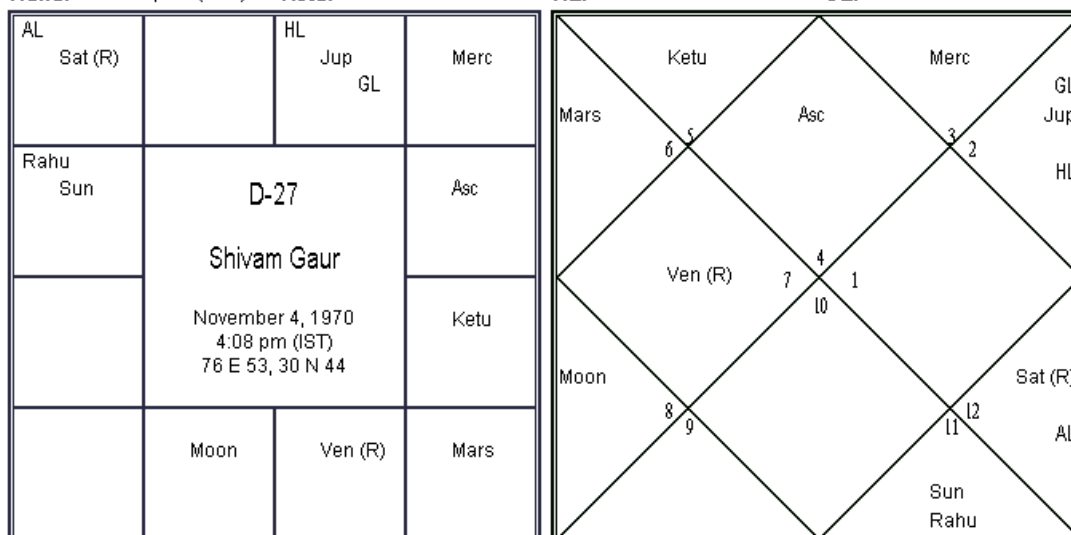 AL
Sat (R)
HL
Jup
GL
Merc
Rahu
Sun
D-27
Shivam Gaur
November 4, 1970
4:08 pm (IST)
76 E 53, 30 N 44
Asc
Ketu
Moon
Ven (R)
Mars
Ketu
Merc
GL
Jup
HL
Mars
Asc
5
6
3
2
4
7
1
10
Ven (R)
Moon
Sat (R)
AL
8
9
12
11
Sun
Rahu